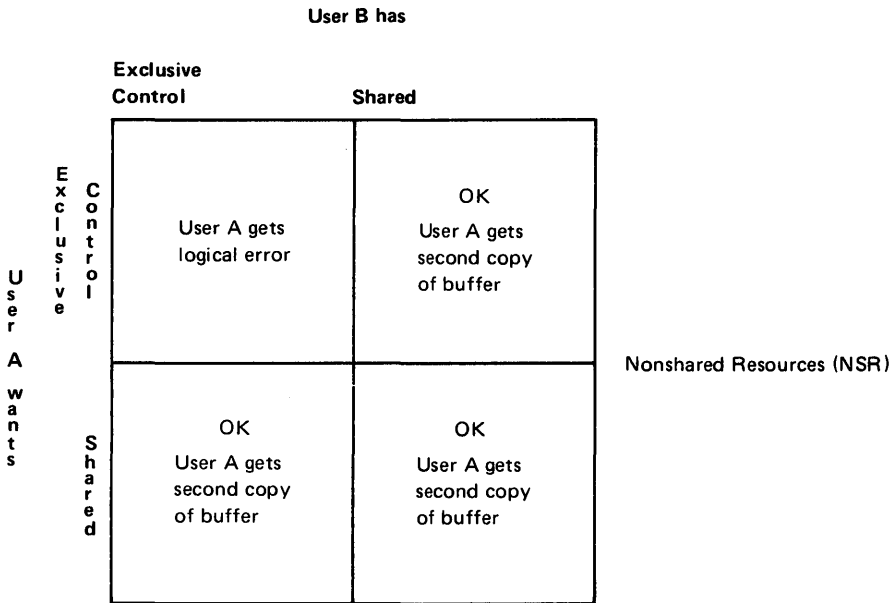 User B has
Exclusive
Control
Shared
User A wants
Exclusive
Control
User A gets
logical error
OK
User A gets
second copy
of buffer
Nonshared Resources (NSR)
Shared
OK
User A gets
second copy
of buffer
OK
User A gets
second copy
of buffer